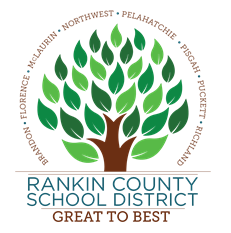 BRANDON • FLORENCE • McLAURIN • NORTHWEST • PELAHATCHIE • PISGAH • PUCKETT • RICHLAND
RANKIN COUNTY
SCHOOL DISTRICT
GREAT TO BEST